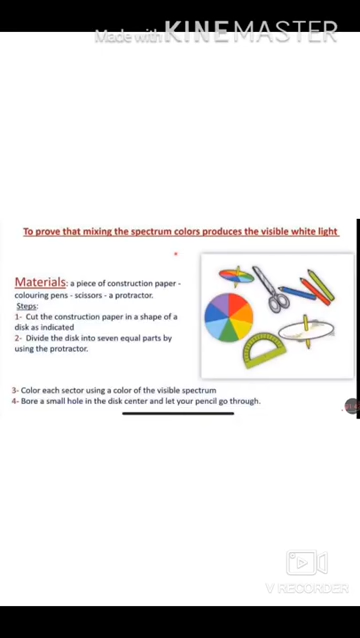 Made with KINEMASTER
To prove that mixing the spectrum colors produces the visible white light
Materials: a piece of construction paper -
colouring pens - scissors - a protractor.
Steps:
1- Cut the construction paper in a shape of a
disk as indicated
2- Divide the disk into seven equal parts by
using the protractor.
3- Color each sector using a color of the visible spectrum
4- Bore a small hole in the disk center and let your pencil go through.
V RECORDER